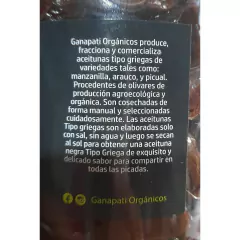 Ganapati Orgânicos produce,
fracciona y comercializa
aceitunas tipo griegas de
variedades tales como:
manzanilla, arauco, y picual.
Procedentes de olivares de
producción agroecológica y
orgánica. Son cosechadas de
forma manual y seleccionadas
cuidadosamente. Las aceitunas
Tipo griegas son elaboradas solo
con sal, sin agua y luego se secan
al sol para obtener una aceituna
negra Tipo Griega de exquisito y
delicado sabor para compartir en
todas las picadas.
Ganapati Orgânicos